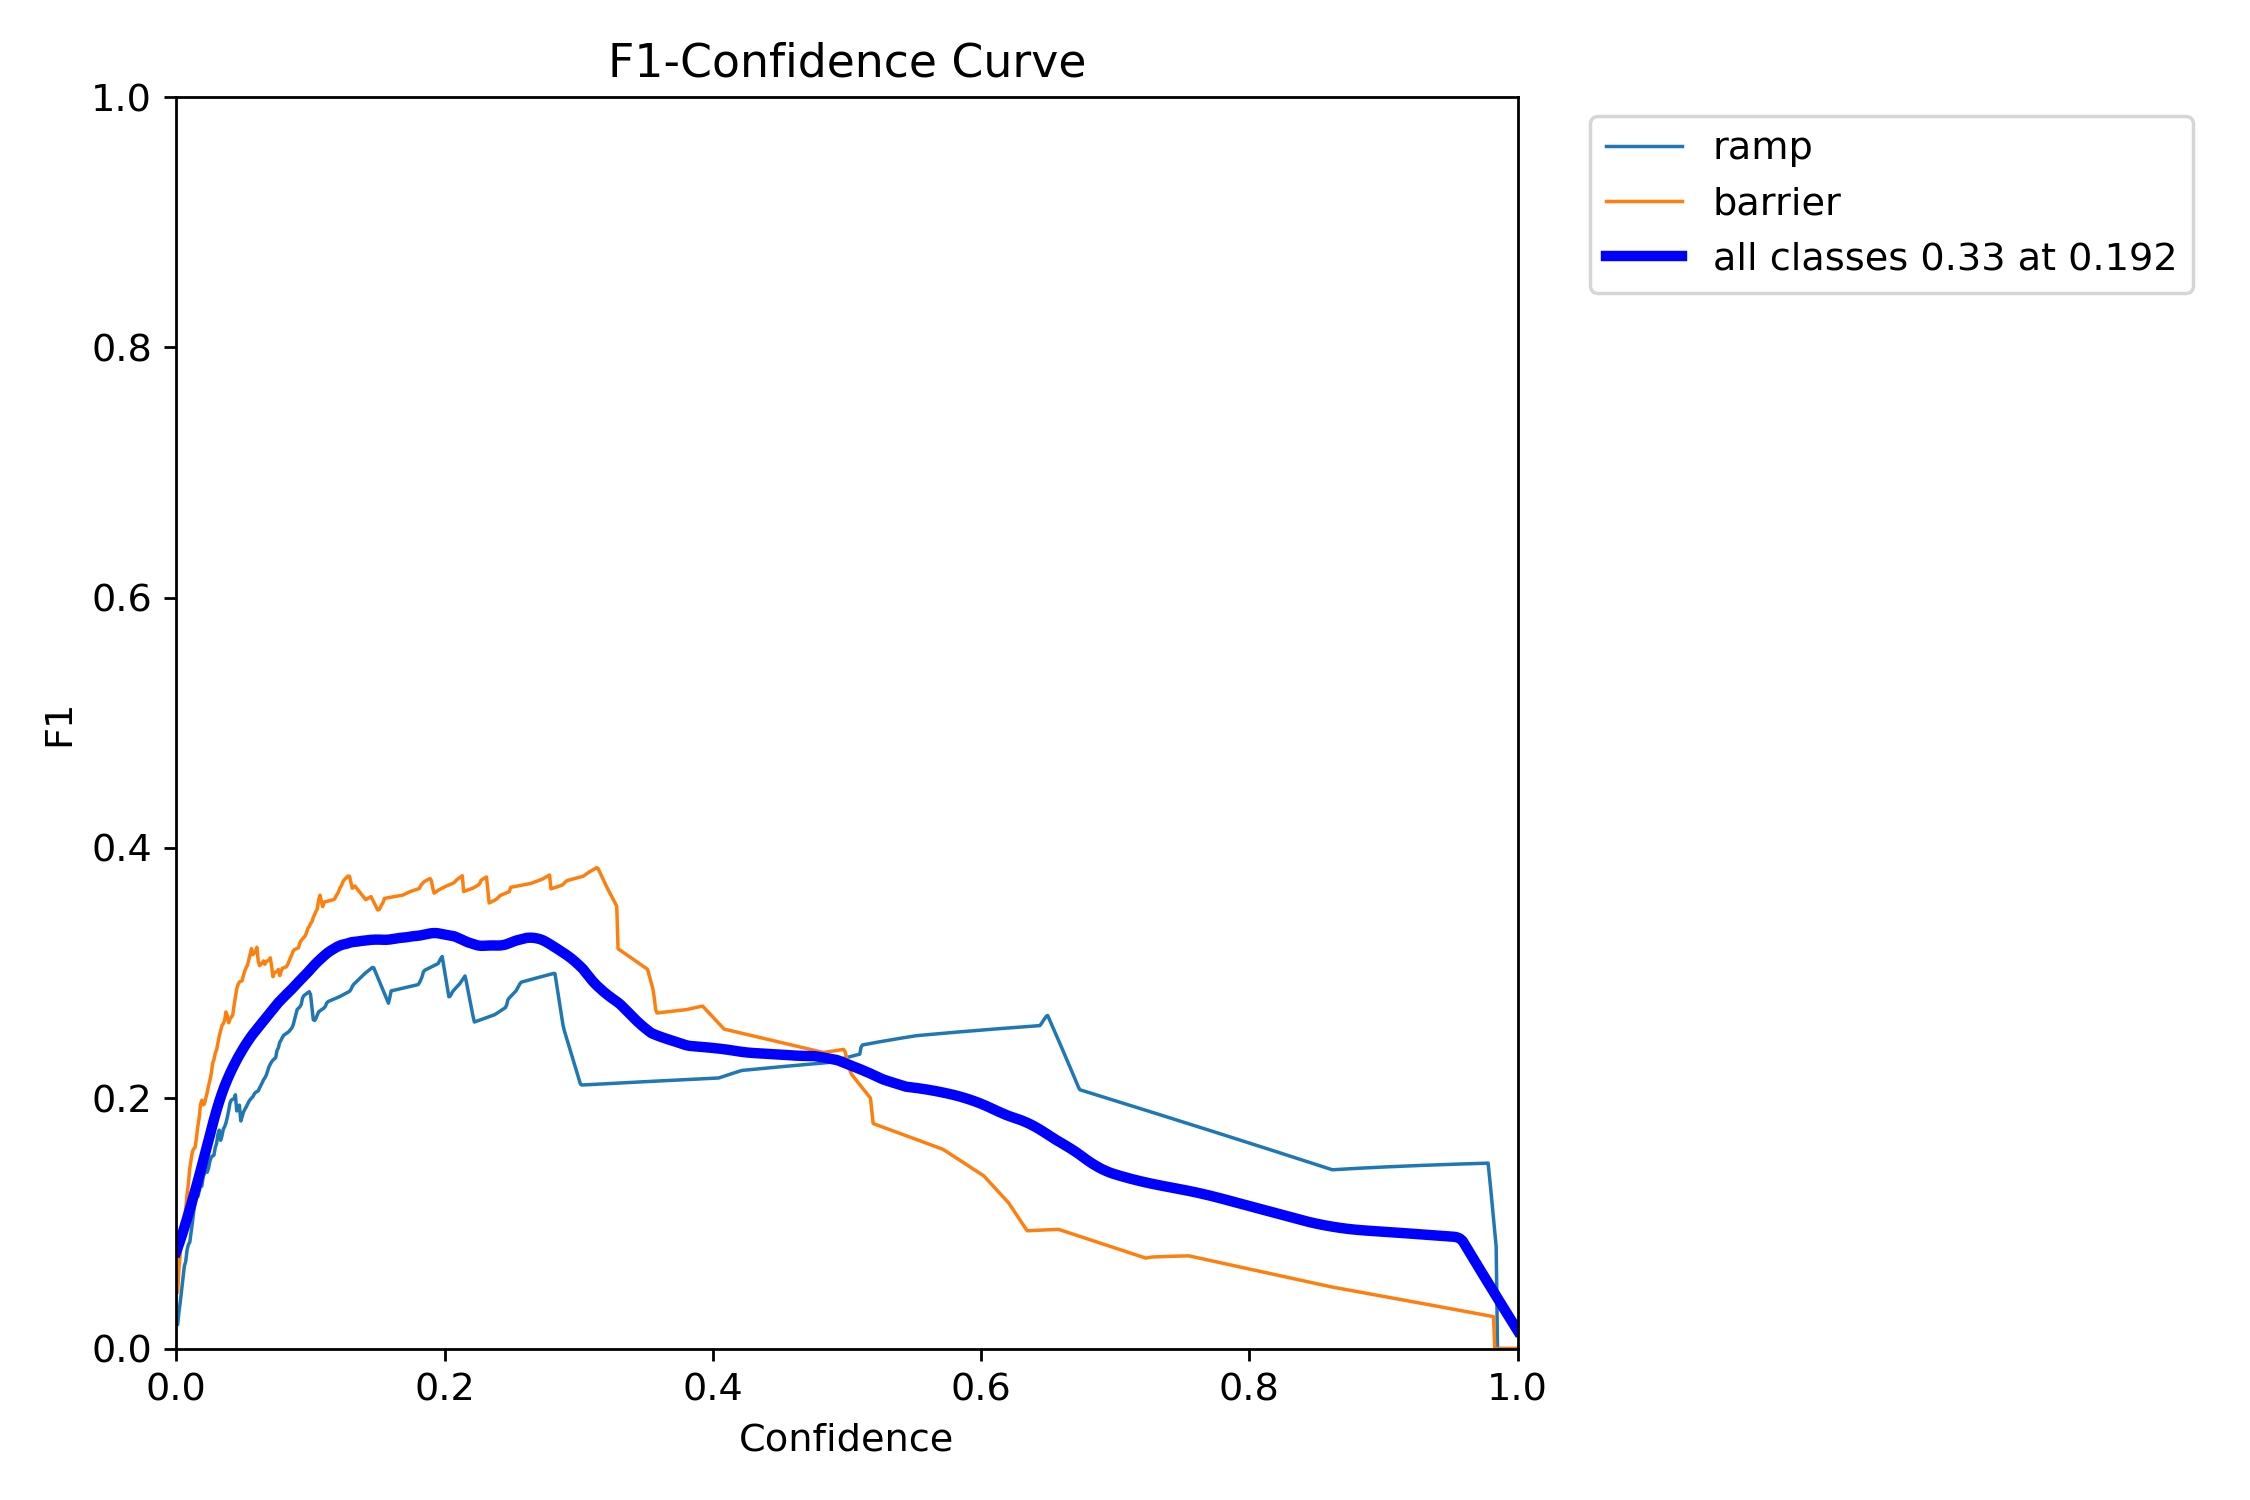 F1-Confidence Curve
ramp
barrier
all classes 0.33 at 0.192
1.0
0.8
0.6
0.4
0.2
0.0
F1
0.0 0.2 0.4 0.6 0.8 1.0
Confidence